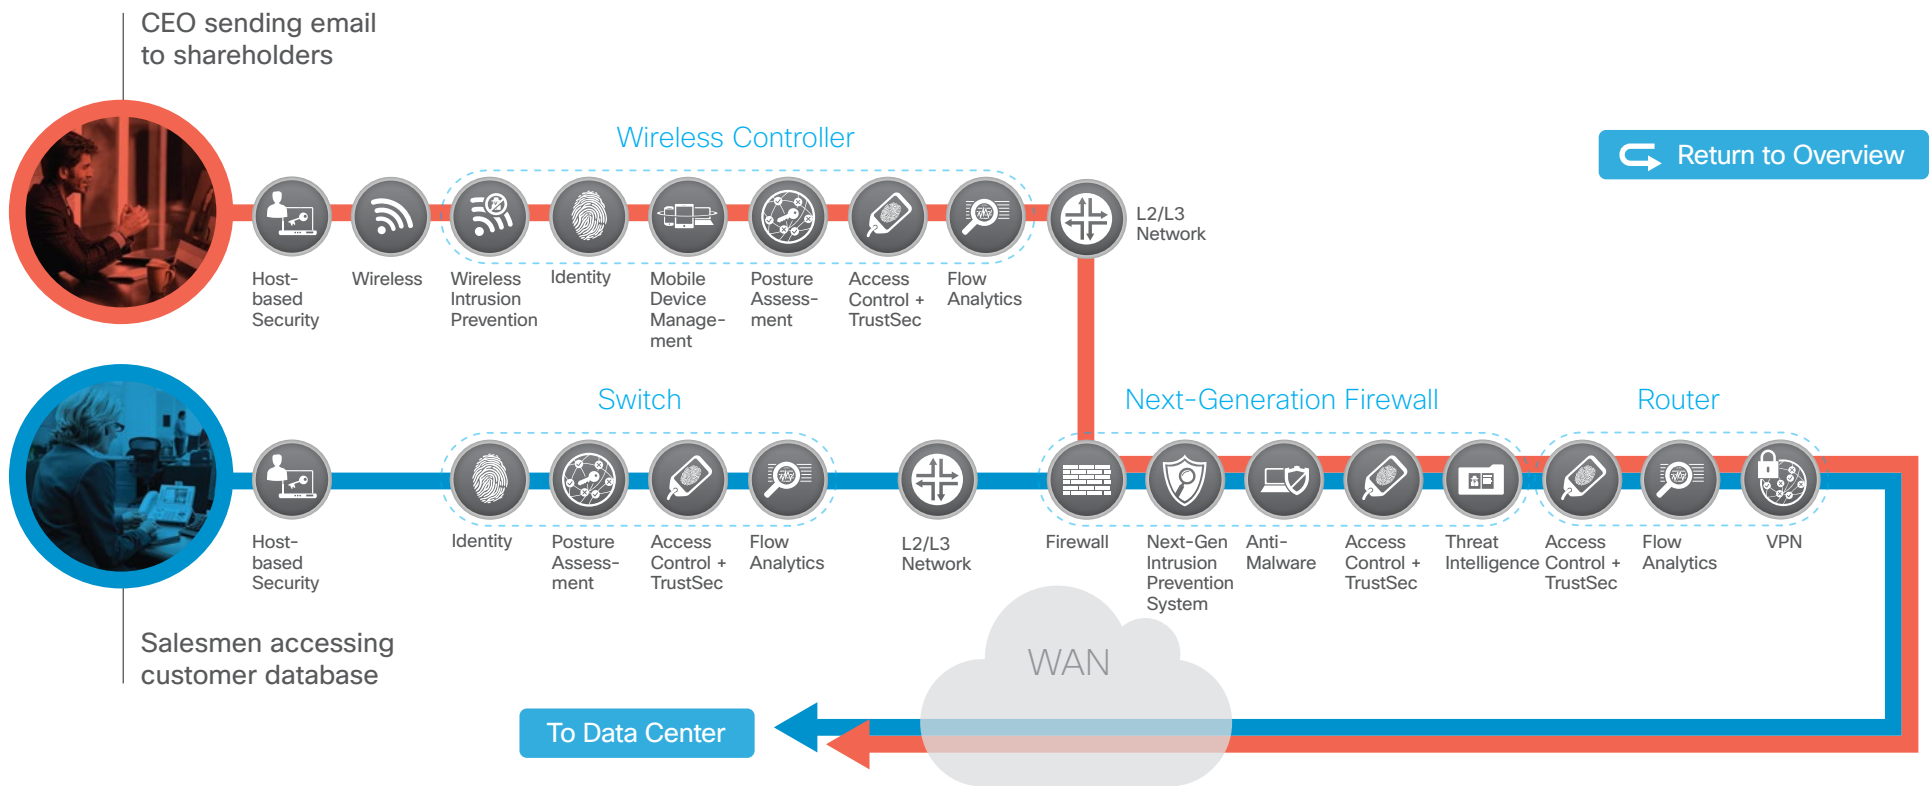 CEO sending email
to shareholders
Wireless Controller
Return to Overview
L2/L3
Network
Host-
based
Security
Wireless
Wireless
Intrusion
Prevention
Identity
Mobile
Device
Manage-
ment
Posture
Assess-
ment
Access
Control +
TrustSec
Flow
Analytics
Switch
Next-Generation Firewall
Router
Host-
based
Security
Identity
Posture
Assess-
ment
Access
Control +
TrustSec
Flow
Analytics
L2/L3
Network
Firewall
Next-Gen
Intrusion
Prevention
System
Anti-
Malware
Access
Control +
TrustSec
Threat
Intelligence
Access
Control +
TrustSec
Flow
Analytics
VPN
Salesmen accessing
customer database
WAN
To Data Center